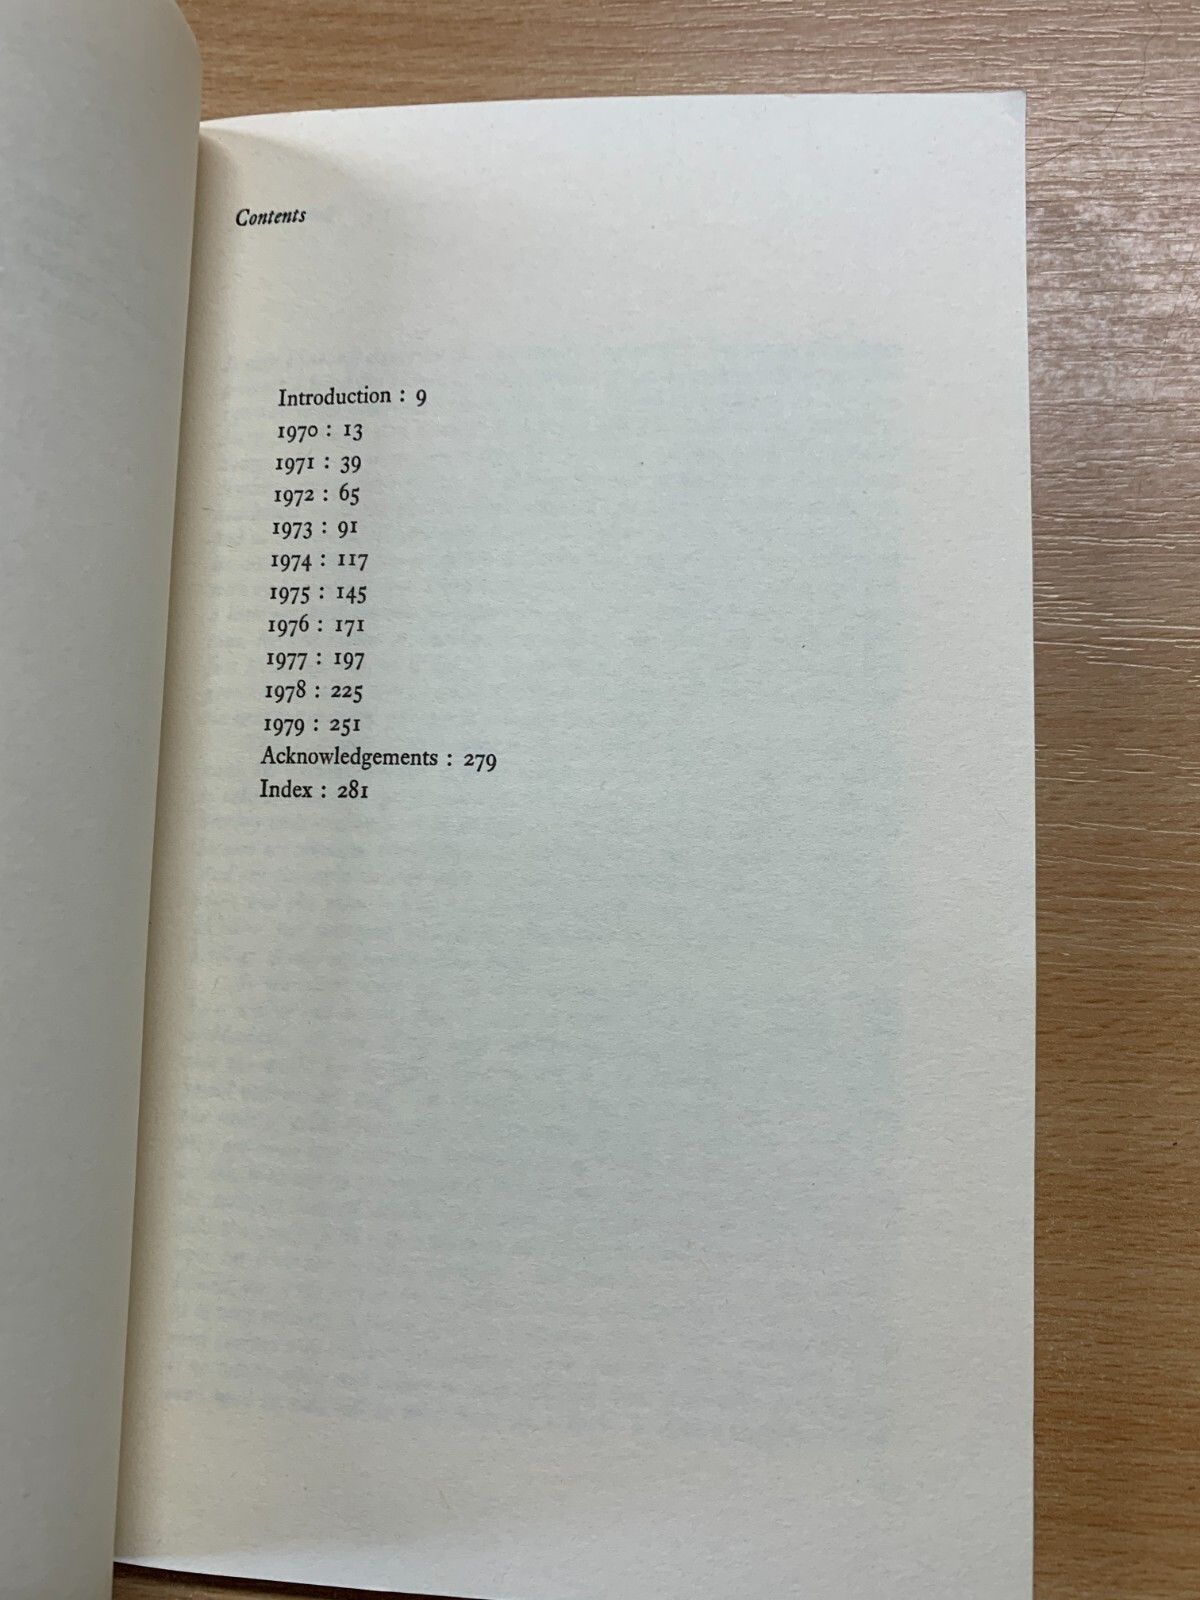 Contents
Introduction : 9
1970 : 13
1971 : 39
1972 : 65
1973 : 91
1974 : 117
1975 : 145
1976 : 171
1977 : 197
1978 : 225
1979 : 251
Acknowledgements : 279
Index : 281